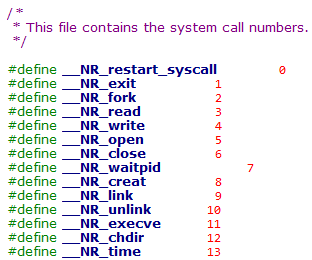 /*
 * This file contains the system call numbers.
 */
#define __NR_restart_syscall 0
#define __NR_exit 1
#define __NR_fork 2
#define __NR_read 3
#define __NR_write 4
#define __NR_open 5
#define __NR_close 6
#define __NR_waitpid 7
#define __NR_creat 8
#define __NR_link 9
#define __NR_unlink 10
#define __NR_execve 11
#define __NR_chdir 12
#define __NR_time 13